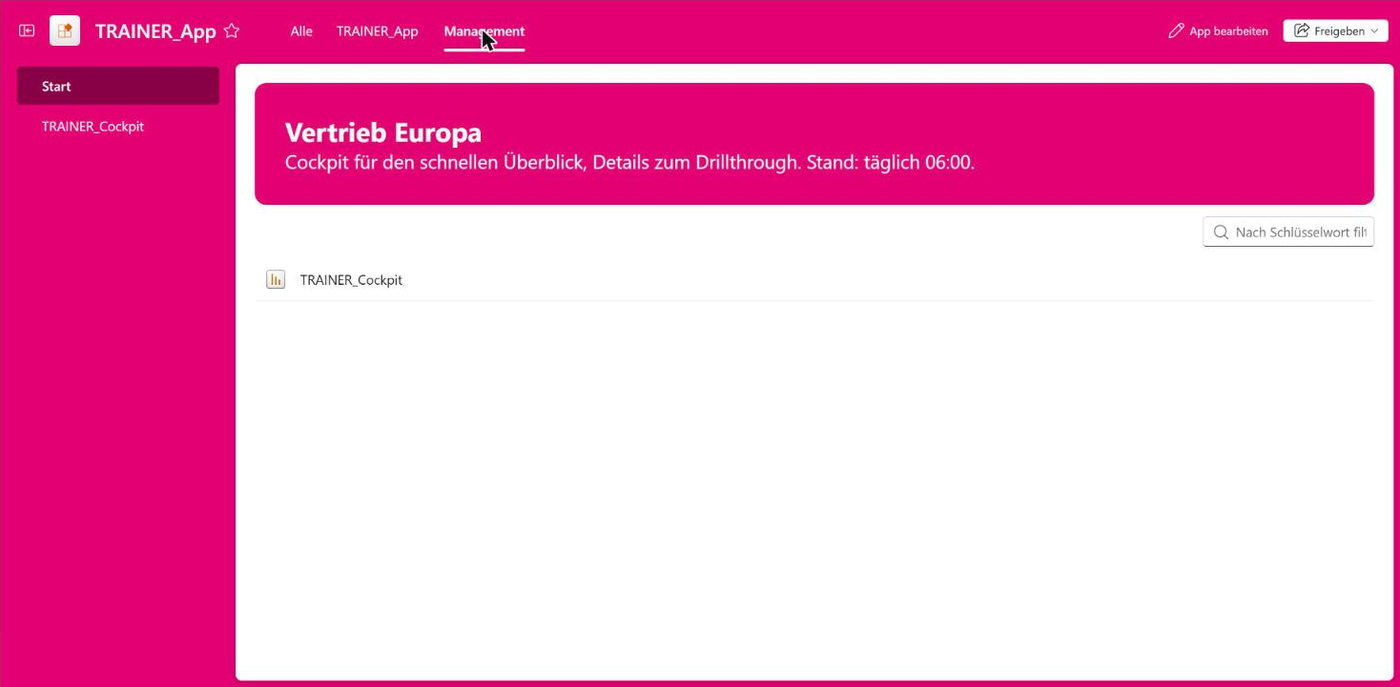 TRAINER_App
Alle TRAINER_App Management
App bearbeiten
Freigeben
Start
TRAINER_Cockpit
Vertrieb Europa
Cockpit für den schnellen Überblick, Details zum Drillthrough. Stand: täglich 06:00.
Nach Schlüsselwort filt
TRAINER_Cockpit